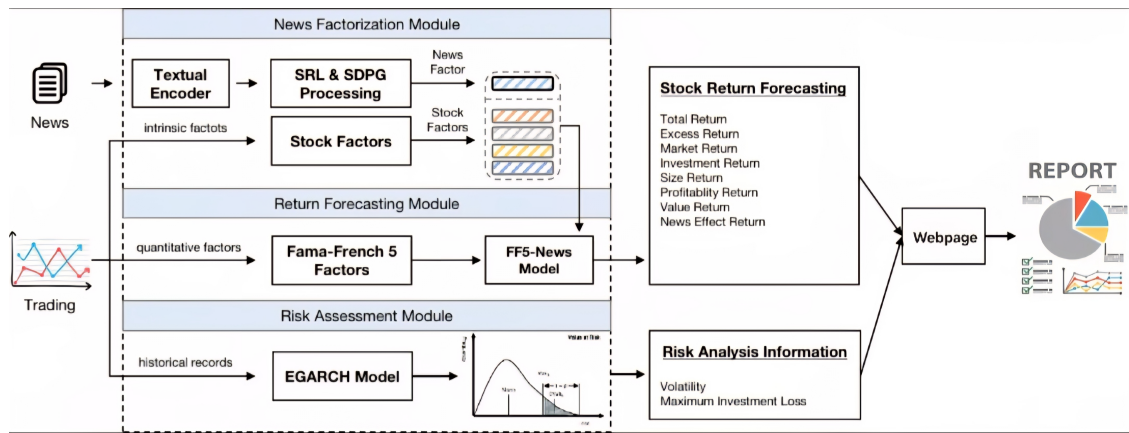 News Factorization Module
News
Textual
Encoder
SRL & SDPG
Processing
News
Factor
intrinsic factots
Stock Factors
Stock
Factors
Return Forecasting Module
Trading
quantitative factors
Fama-French 5
Factors
FF5-News
Model
Risk Assessment Module
historical records
EGARCH Model
Value at Risk
Stock Return Forecasting
Total Return
Excess Return
Market Return
Investment Return
Size Return
Profitablity Return
Value Return
News Effect Return
Risk Analysis Information
Volatility
Maximum Investment Loss
Webpage
REPORT